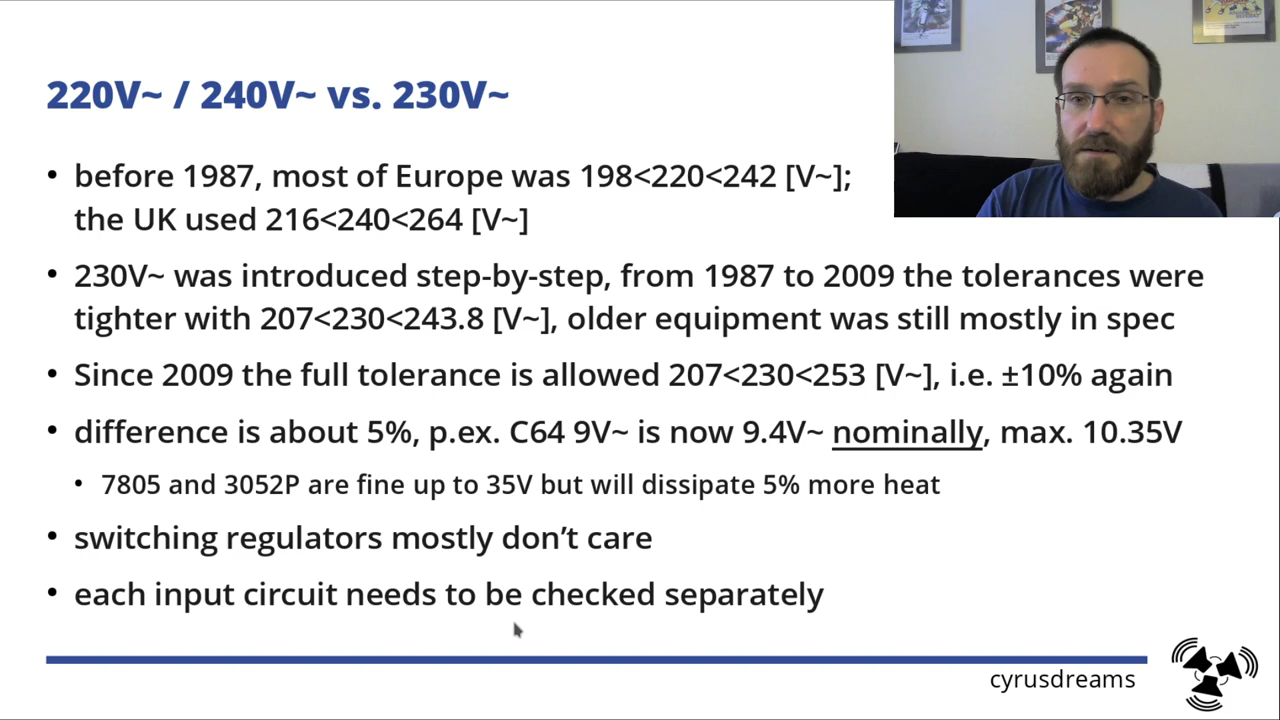 220V~ / 240V~ vs. 230V~
• before 1987, most of Europe was 198<220<242 [V~];
the UK used 216<240<264 [V~]
• 230V~ was introduced step-by-step, from 1987 to 2009 the tolerances were
tighter with 207<230<243.8 [V~], older equipment was still mostly in spec
• Since 2009 the full tolerance is allowed 207<230<253 [V~], i.e. ±10% again
• difference is about 5%, p.ex. C64 9V~ is now 9.4V~ nominally, max. 10.35V
• 7805 and 3052P are fine up to 35V but will dissipate 5% more heat
• switching regulators mostly don’t care
• each input circuit needs to be checked separately
cyrusdreams